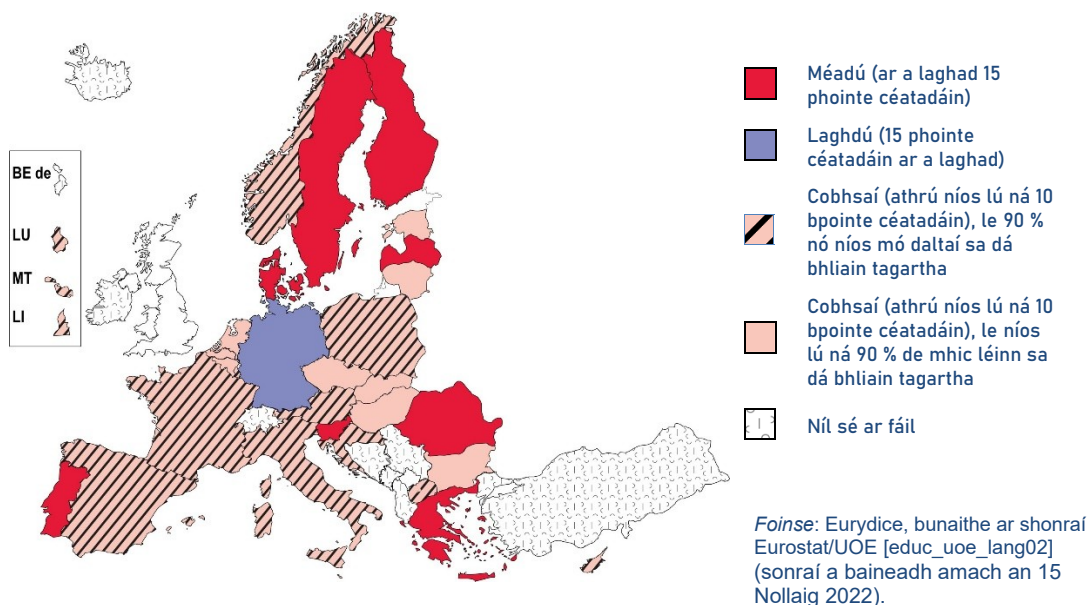 BE de
LU
MT
LI
Méadú (ar a laghad 15
phointe céatadáin)
Laghdú (15 phointe
céatadáin ar a laghad)
Cobhsaí (athrú níos lú ná 10
bpointe céatadáin), le 90 %
nó níos mó daltaí sa dá
bhliain tagartha
Cobhsaí (athrú níos lú ná 10
bpointe céatadáin), le níos
lú ná 90 % de mhic léinn sa
dá bhliain tagartha
Níl sé ar fáil
Foinse: Eurydice, bunaithe ar shonraí
Eurostat/UOE [educ_uoe_lang02]
(sonraí a baineadh amach an 15
Nollaig 2022).